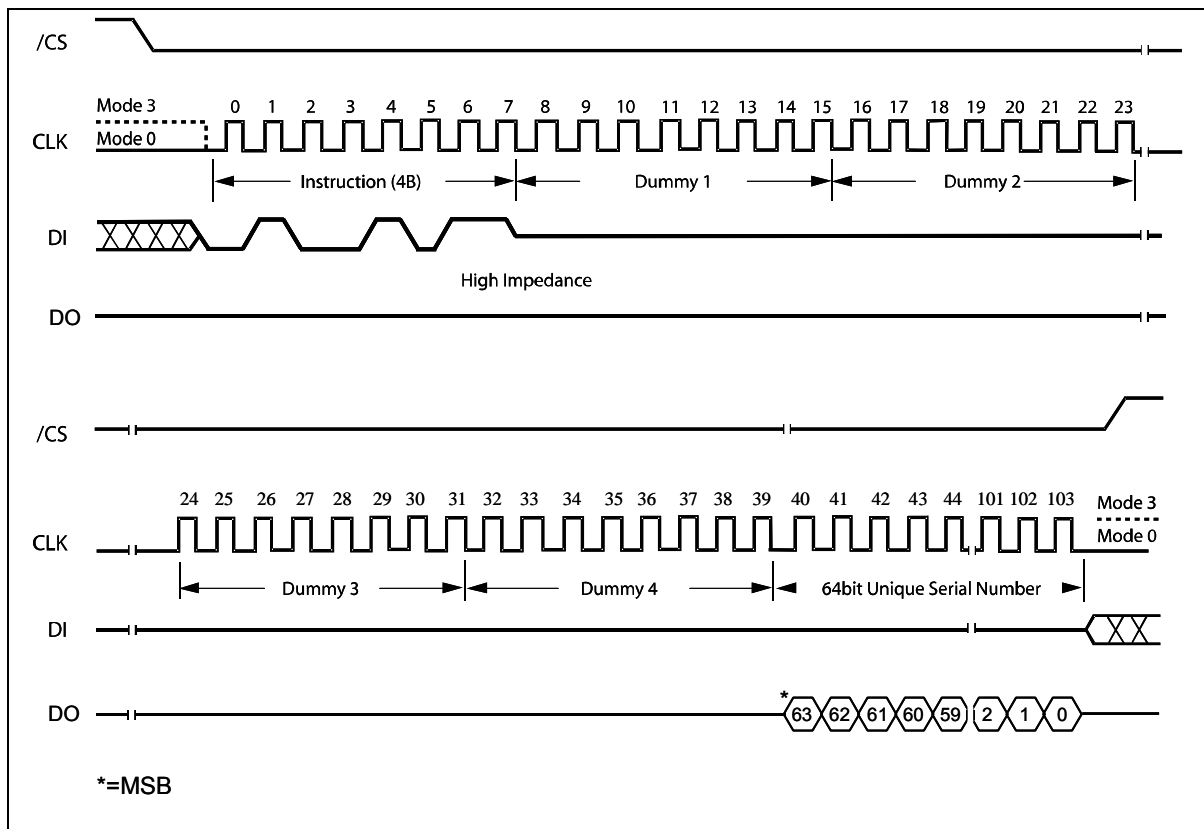 /CS
Mode 3
0 1 2 3 4 5 6 7 8 9 10 11 12 13 14 15 16 17 18 19 20 21 22 23
CLK
Mode 0
Instruction (4B) Dummy 1 Dummy 2
DI
High Impedance
DO
/CS
24 25 26 27 28 29 30 31 32 33 34 35 36 37 38 39 40 41 42 43 44 101 102 103
Mode 3
CLK
Mode 0
Dummy 3 Dummy 4 64bit Unique Serial Number
DI
DO
* 63 62 61 60 59 2 1 0
*=MSB